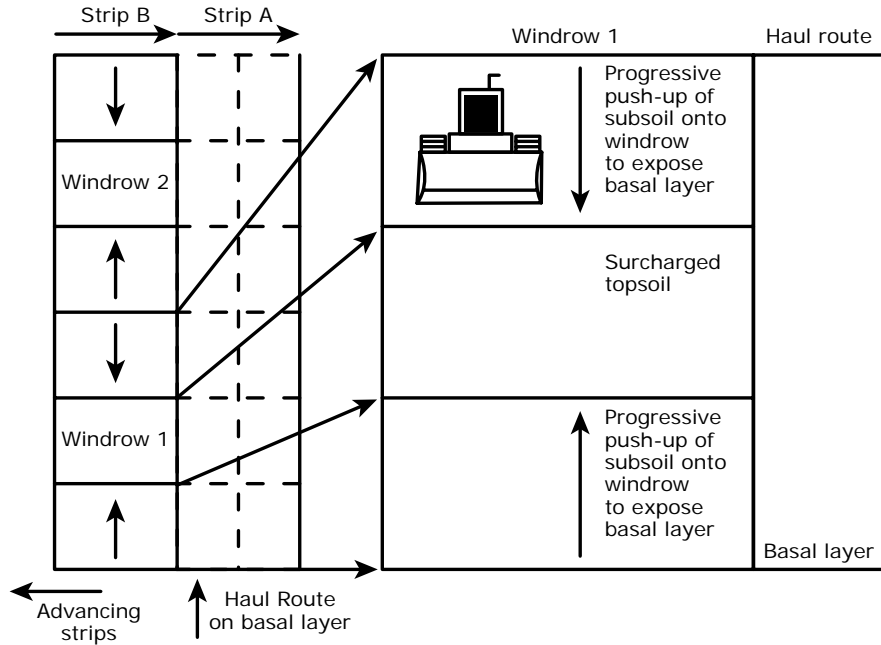 Strip B
Strip A
Windrow 2
Windrow 1
Advancing
strips
Haul Route
on basal layer
Windrow 1
Haul route
Progressive
push-up of
subsoil onto
windrow
to expose
basal layer
Surcharged
topsoil
Progressive
push-up of
subsoil onto
windrow
to expose
basal layer
Basal layer